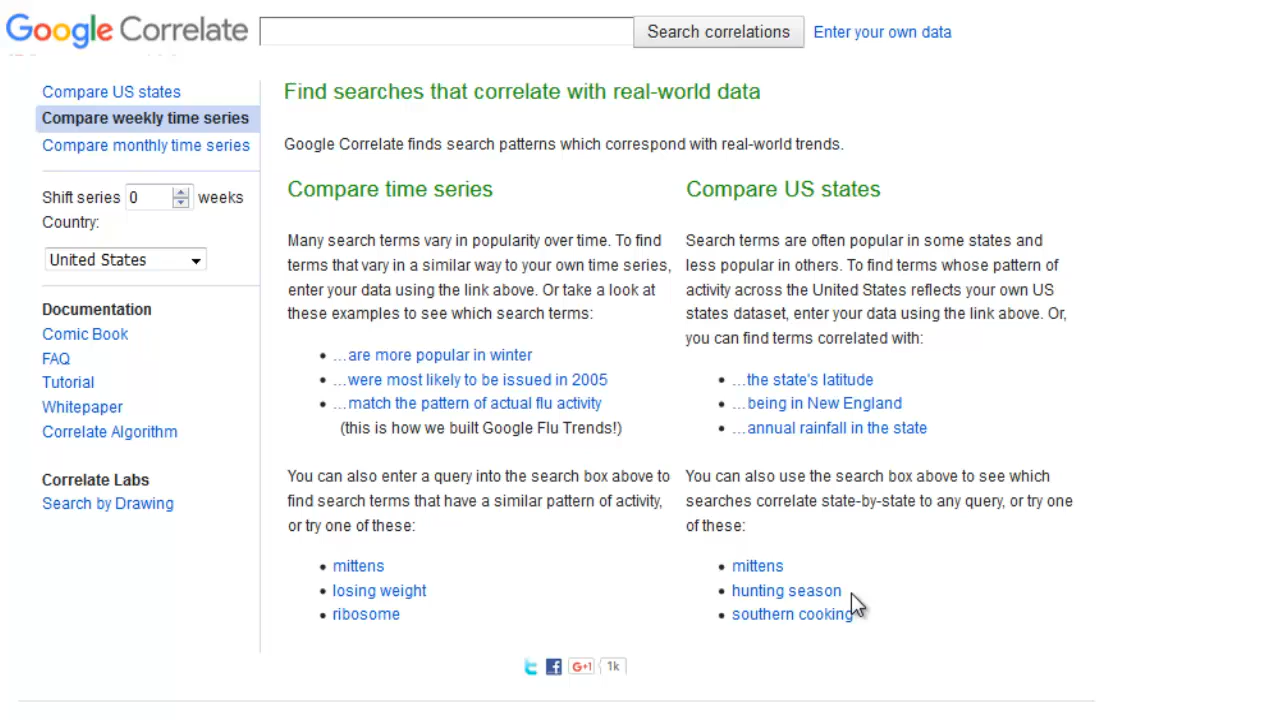 Google Correlate
Search correlations
Enter your own data
Compare US states
Compare weekly time series
Compare monthly time series
Shift series 0 weeks
Country:
United States
Documentation
Comic Book
FAQ
Tutorial
Whitepaper
Correlate Algorithm
Correlate Labs
Search by Drawing
Find searches that correlate with real-world data
Google Correlate finds search patterns which correspond with real-world trends.
Compare time series
Many search terms vary in popularity over time. To find
terms that vary in a similar way to your own time series,
enter your data using the link above. Or take a look at
these examples to see which search terms:
• ...are more popular in winter
• ...were most likely to be issued in 2005
• ...match the pattern of actual flu activity
(this is how we built Google Flu Trends!)
You can also enter a query into the search box above to
find search terms that have a similar pattern of activity,
or try one of these:
• mittens
• losing weight
• ribosome
Compare US states
Search terms are often popular in some states and
less popular in others. To find terms whose pattern of
activity across the United States reflects your own US
states dataset, enter your data using the link above. Or,
you can find terms correlated with:
• ...the state's latitude
• ...being in New England
• ...annual rainfall in the state
You can also use the search box above to see which
searches correlate state-by-state to any query, or try one
of these:
• mittens
• hunting season
• southern cooking
G+1 1k